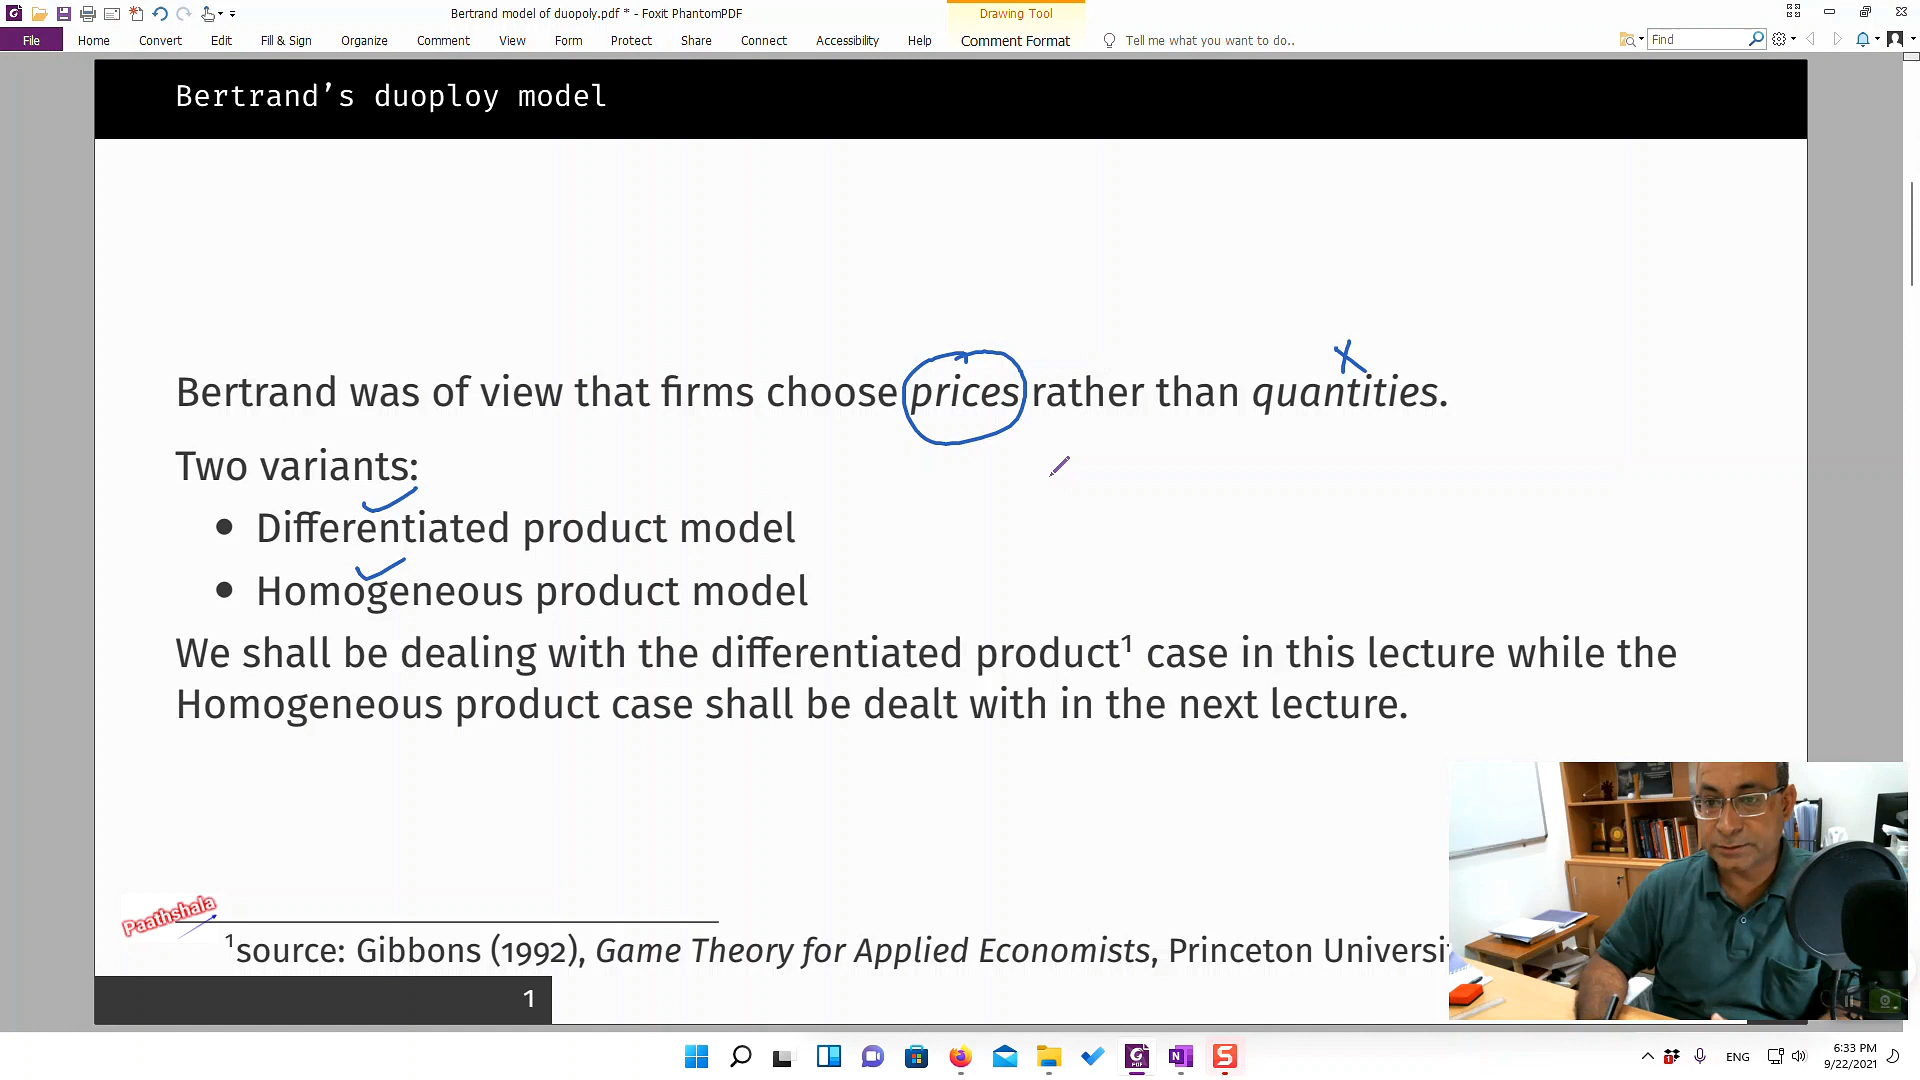 Bertrand model of duopoly.pdf * - Foxit PhantomPDF
Drawing Tool
File Home Convert Edit Fill & Sign Organize Comment View Form Protect Share Connect Accessibility Help Comment Format Tell me what you want to do.. Find
Bertrand's duoploy model
Bertrand was of view that firms choose prices rather than quantities.
Two variants:
• Differentiated product model
• Homogeneous product model
We shall be dealing with the differentiated product¹ case in this lecture while the
Homogeneous product case shall be dealt with in the next lecture.
Paathshala
¹source: Gibbons (1992), Game Theory for Applied Economists, Princeton Universi
1
ENG
6:33 PM
9/22/2021